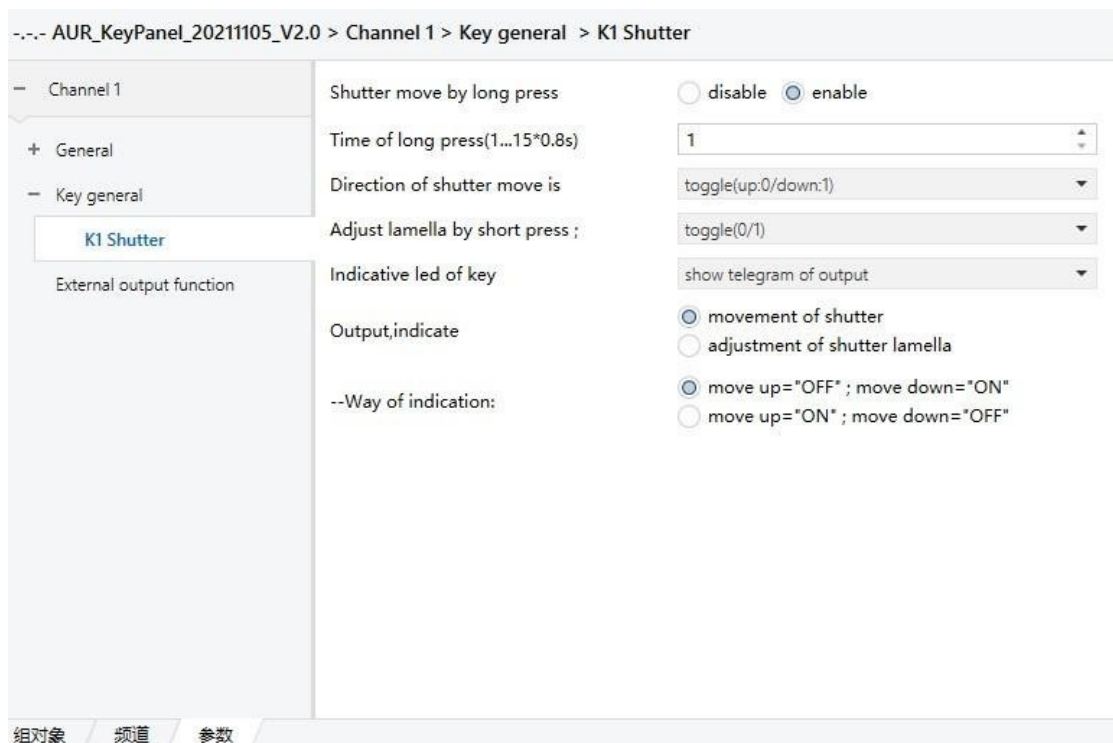 -.-.- AUR_KeyPanel_20211105_V2.0 > Channel 1 > Key general > K1 Shutter
Channel 1
General
Key general
K1 Shutter
External output function
Shutter move by long press
disable
enable
Time of long press(1...15*0.8s)
1
Direction of shutter move is
toggle(up:0/down:1)
Adjust lamella by short press ;
toggle(0/1)
Indicative led of key
show telegram of output
Output,indicate
movement of shutter
adjustment of shutter lamella
--Way of indication:
move up="OFF" ; move down="ON"
move up="ON" ; move down="OFF"
组对象
频道
参数